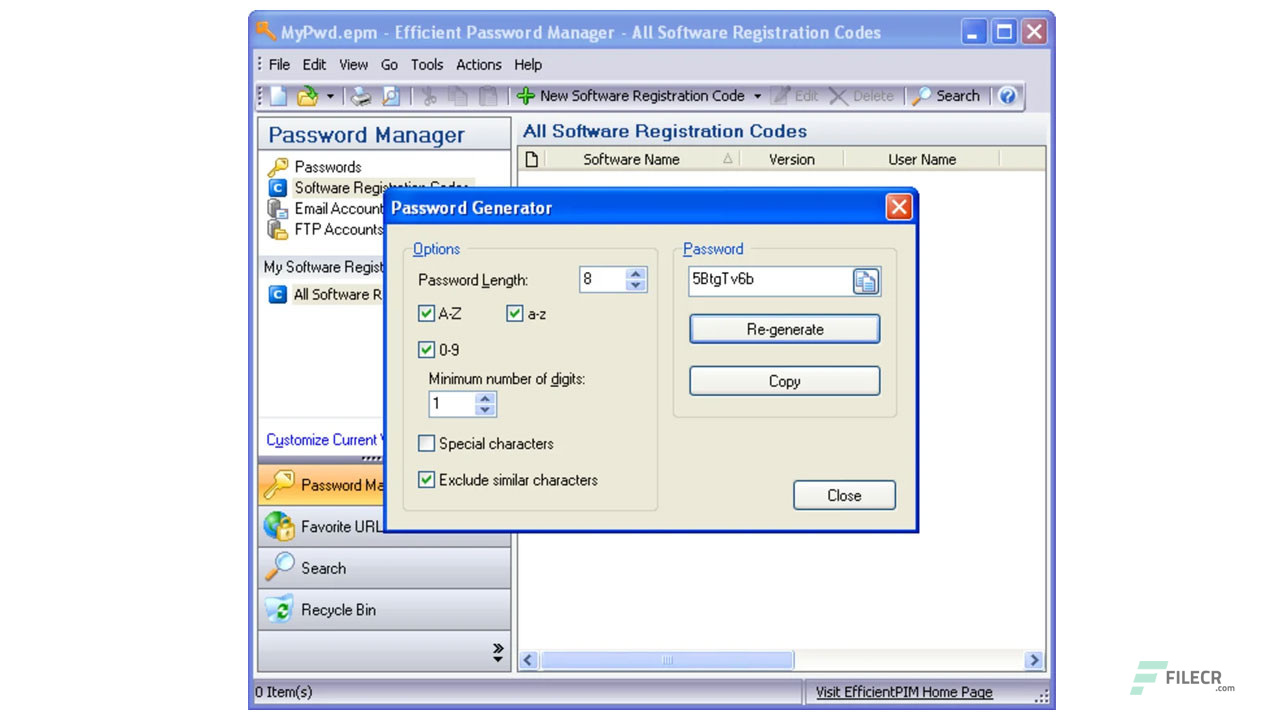 MyPwd.epm - Efficient Password Manager - All Software Registration Codes
File Edit View Go Tools Actions Help
New Software Registration Code Edit Delete Search
Password Manager
Passwords
Software Registration Codes
Email Account
FTP Accounts
My Software Regist
All Software R
Customize Current
Password Ma
Favorite URL
Search
Recycle Bin
All Software Registration Codes
Software Name Version User Name
Password Generator
Options
Password Length: 8
A-Z a-z
0-9
Minimum number of digits:
1
Special characters
Exclude similar characters
Password
5BtgTv6b
Re-generate
Copy
Close
0 Item(s)
Visit EfficientPIM Home Page
FILECR
.com